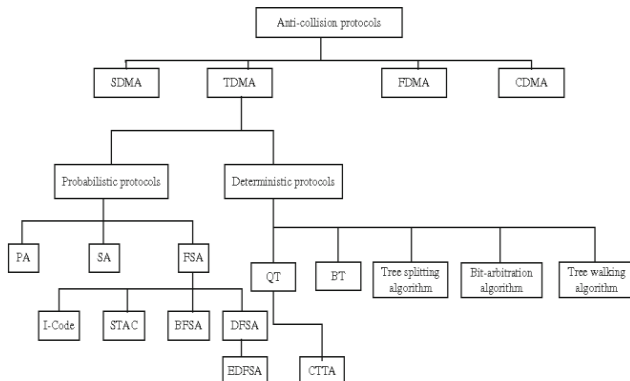 Anti-collision protocols
SDMA
TDMA
FDMA
CDMA
Probabilistic protocols
Deterministic protocols
PA
SA
FSA
QT
BT
Tree splitting
algorithm
Bit-arbitration
algorithm
Tree walking
algorithm
I-Code
STAC
BFSA
DFSA
EDFSA
CTTA